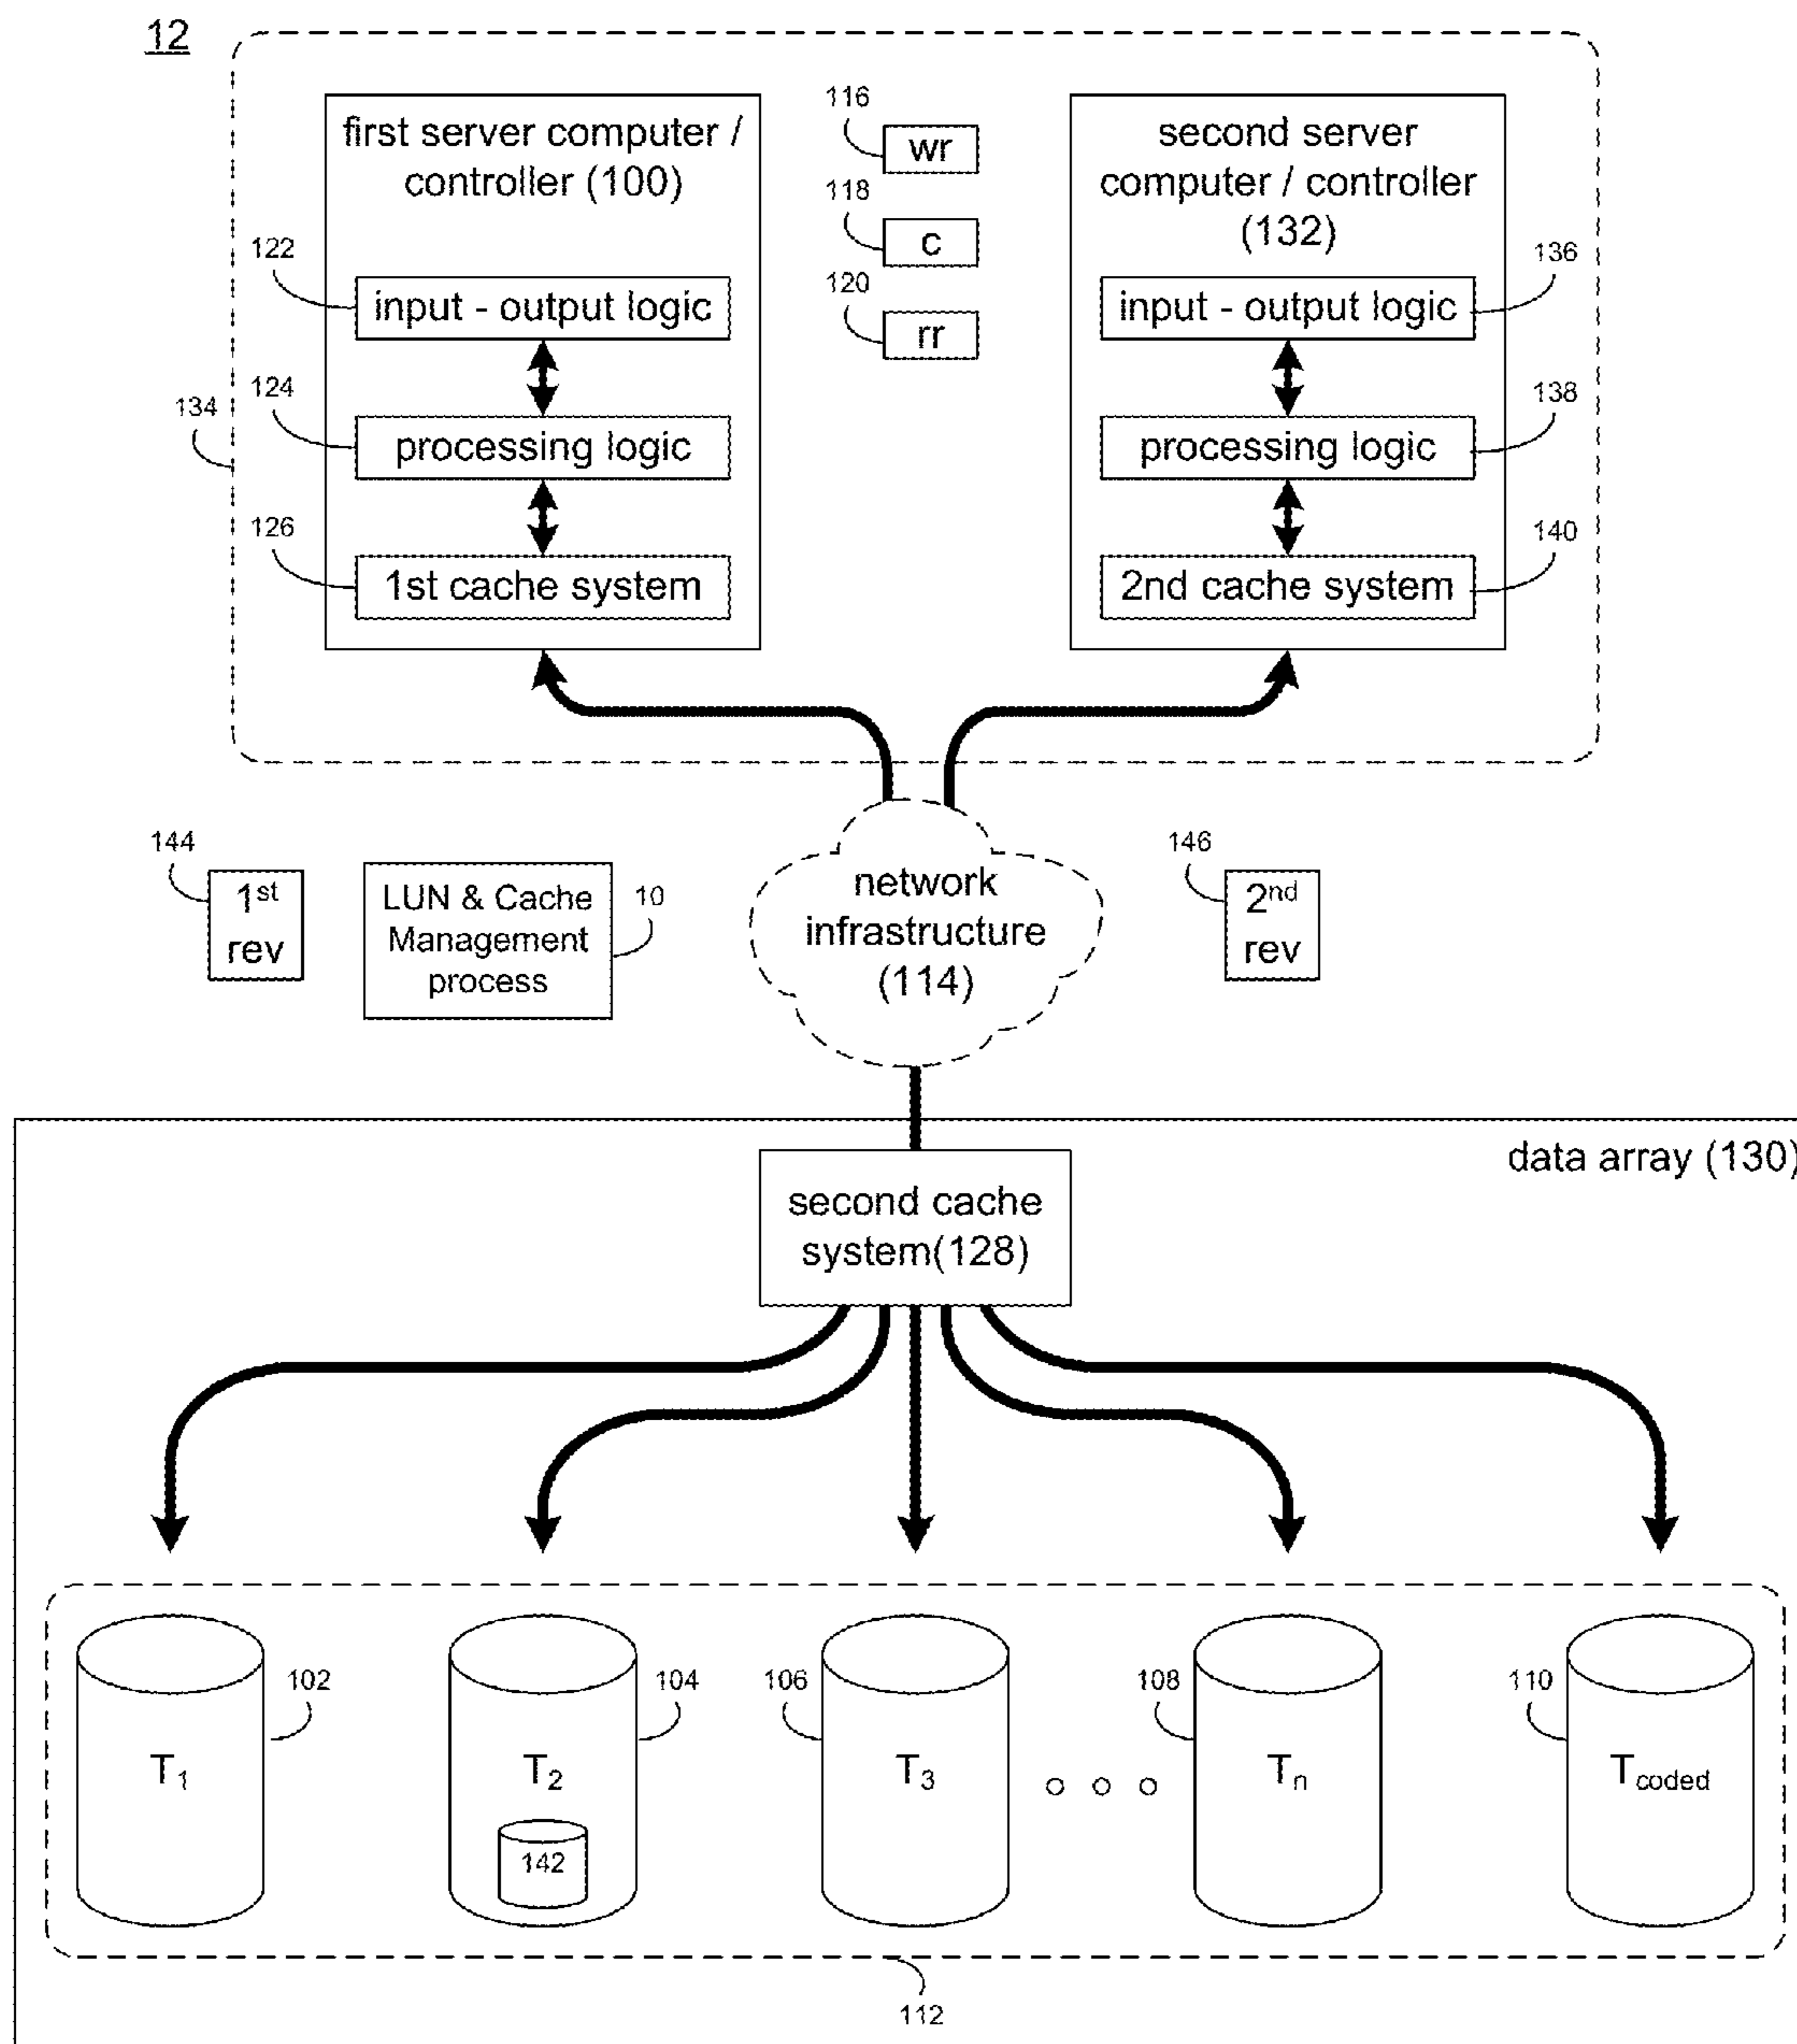 12
first server computer /
controller (100)
122
input - output logic
124
processing logic
134
126
1st cache system
116
wr
118
c
120
rr
second server
computer / controller
(132)
input - output logic
136
processing logic
138
2nd cache system
140
144
1st
rev
LUN & Cache
Management
process
10
network
infrastructure
(114)
146
2nd
rev
data array (130)
second cache
system(128)
T1
102
T2
104
142
T3
106
Tn
108
Tcoded
110
112